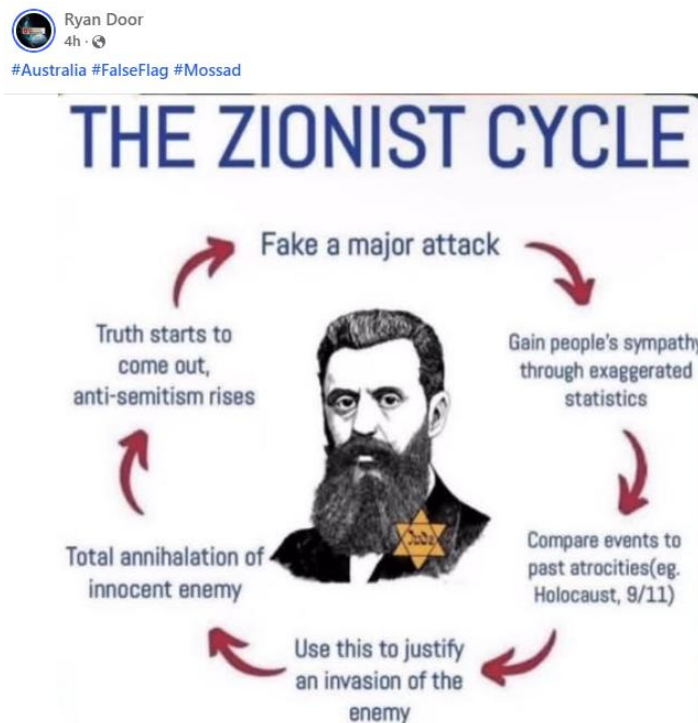 Ryan Door
4h
#Australia #FalseFlag #Mossad
THE ZIONIST CYCLE
Fake a major attack
Gain people's sympathy
through exaggerated
statistics
Compare events to
past atrocities(eg.
Holocaust, 9/11)
Use this to justify
an invasion of the
enemy
Total annihalation of
innocent enemy
Truth starts to
come out,
anti-semitism rises
Jude